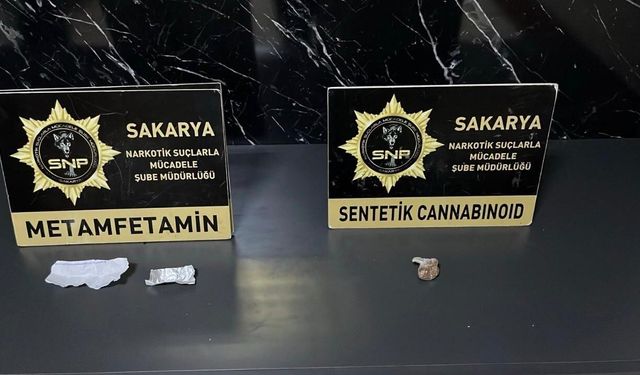 SAKARYA
NARKOTİK SUÇLARLA
MÜCADELE
ŞUBE MÜDÜRLÜĞÜ
SNP
METAMFETAMİN
SAKARYA
NARKOTİK SUÇLARLA
MÜCADELE
ŞUBE MÜDÜRLÜĞÜ
SNP
SENTETİK CANNABINOID